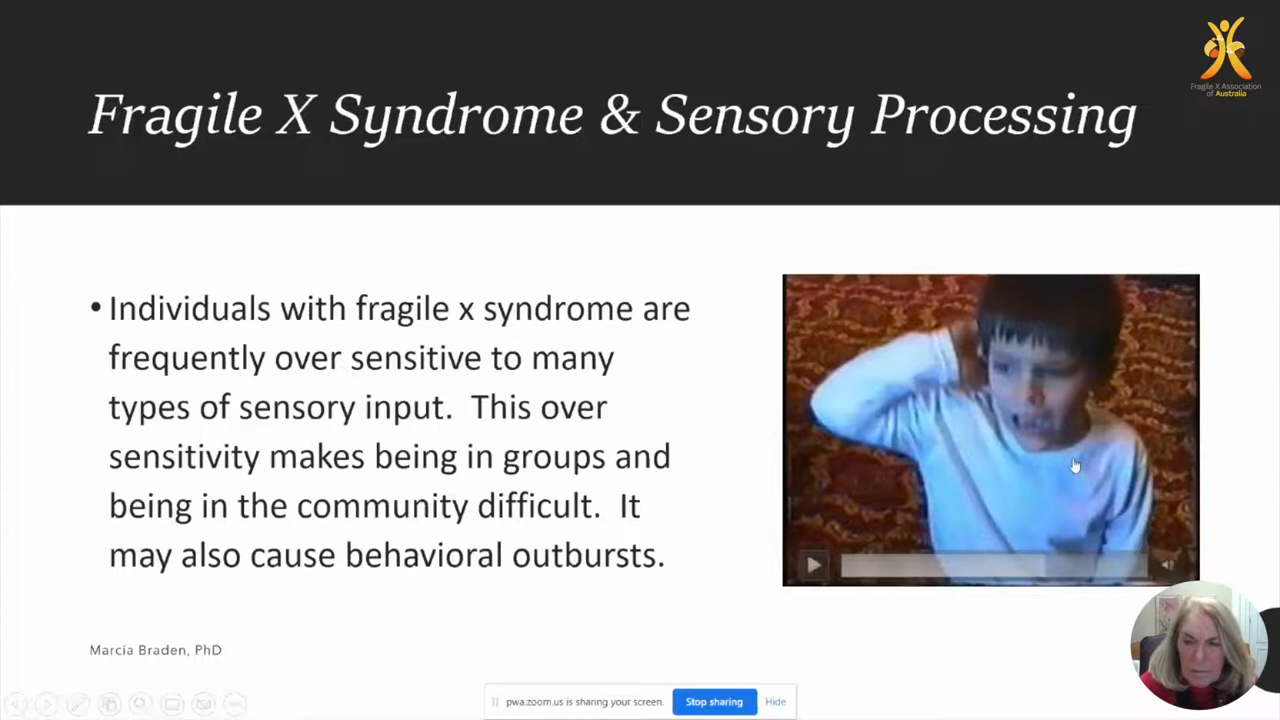 Fragile X Association
of Australia
Fragile X Syndrome & Sensory Processing
• Individuals with fragile x syndrome are
frequently over sensitive to many
types of sensory input. This over
sensitivity makes being in groups and
being in the community difficult. It
may also cause behavioral outbursts.
Marcia Braden, PhD
pwa.zoom.us is sharing your screen.
Stop sharing
Hide